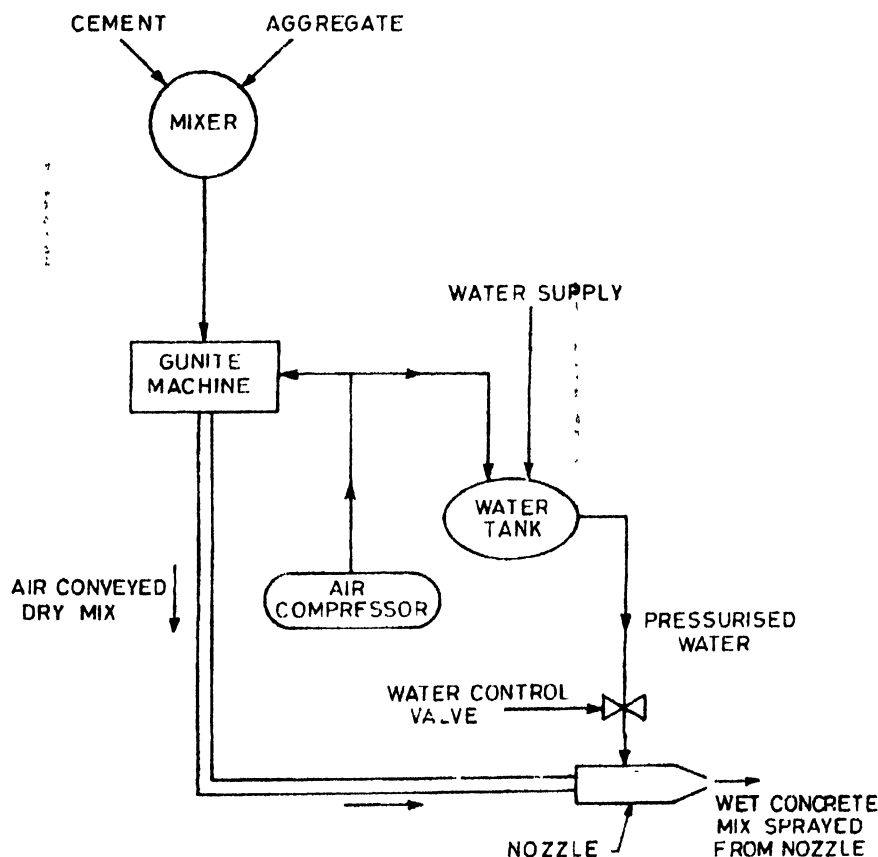 CEMENT
AGGREGATE
MIXER
WATER SUPPLY
GUNITE
MACHINE
WATER
TANK
AIR CONVEYED
DRY MIX
AIR
COMPRESSOR
PRESSURISED
WATER
WATER CONTROL
VALVE
WET CONCRETE
MIX SPRAYED
FROM NOZZLE
NOZZLE